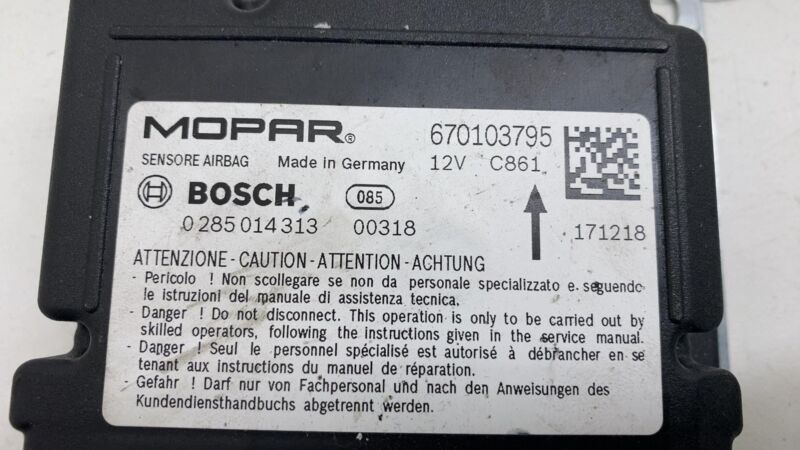 MOPAR® 670103795
SENSORE AIRBAG Made in Germany 12V C861
BOSCH 085
0 285 014 313 00318 171218
ATTENZIONE - CAUTION - ATTENTION - ACHTUNG
- Pericolo ! Non scollegare se non da personale specializzato e seguendo
le istruzioni del manuale di assistenza tecnica.
- Danger ! Do not disconnect. This operation is only to be carried out by
skilled operators, following the instructions given in the service manual.
- Danger ! Seul le personnel spécialisé est autorisé à débrancher en se
tenant aux instructions du manuel de réparation.
- Gefahr ! Darf nur von Fachpersonal und nach den Anweisungen des
Kundendiensthandbuchs abgetrennt werden.